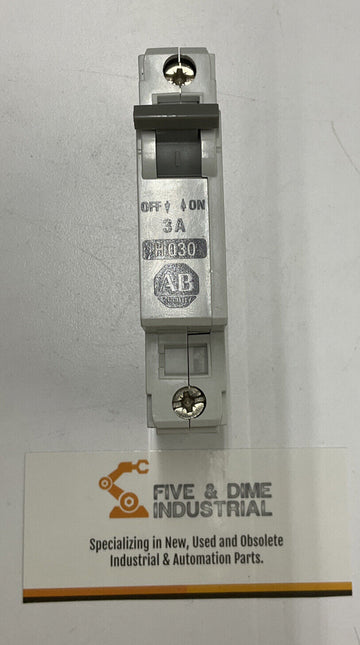 OFF ON
3A
H030
AB
FIVE & DIME
INDUSTRIAL
Specializing in New, Used and Obsolete
Industrial & Automation Parts.